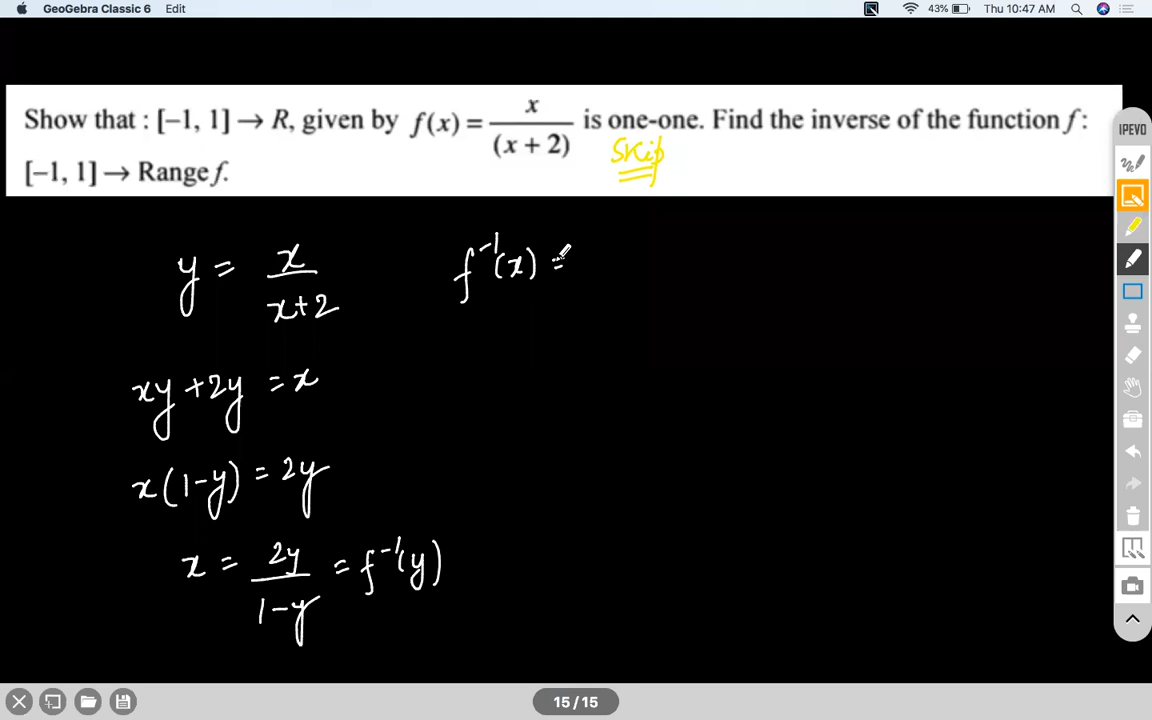 GeoGebra Classic 6 Edit 43% Thu 10:47 AM
Show that : [−1, 1] → R, given by f(x) = x/(x + 2) is one-one. Find the inverse of the function f :
Skip
[−1, 1] → Range f.
IPEVO
y = x/(x+2) f⁻¹(x) =
xy + 2y = x
x(1-y) = 2y
x = 2y/(1-y) = f⁻¹(y)
15 / 15